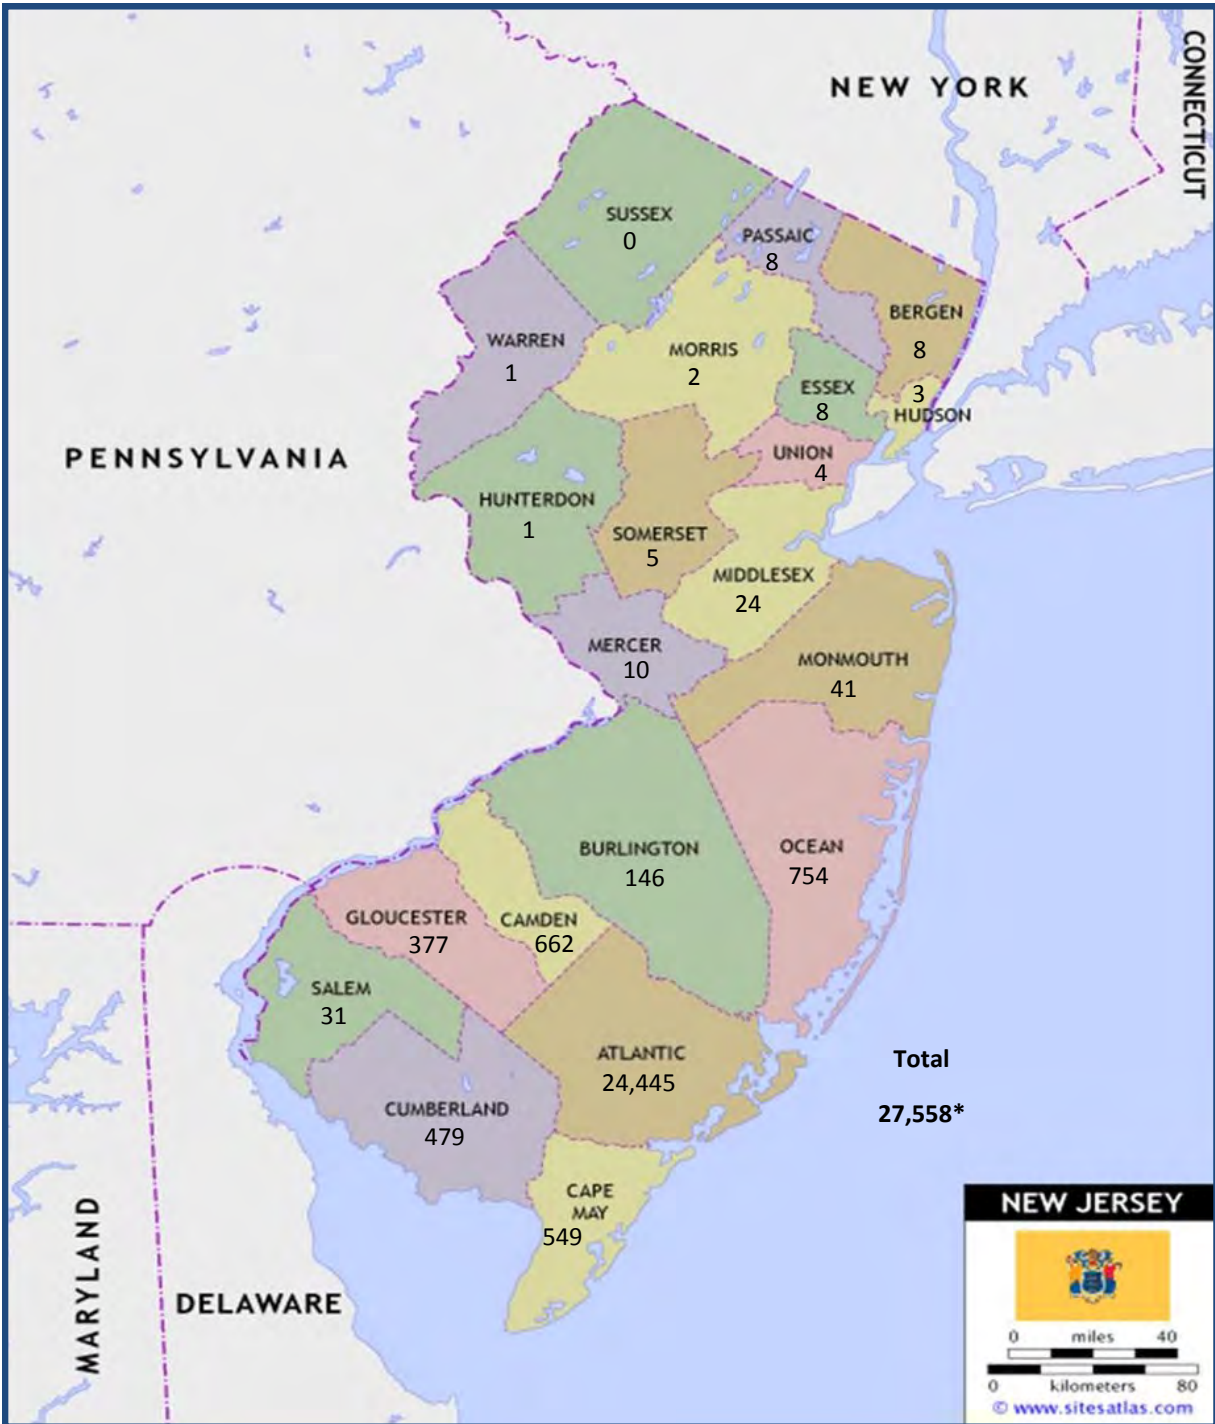 NEW YORK
CONNECTICUT
SUSSEX
0
PASSAIC
8
BERGEN
8
WARREN
1
MORRIS
2
ESSEX
8
3
HUDSON
PENNSYLVANIA
UNION
4
HUNTERDON
1
SOMERSET
5
MIDDLESEX
24
MERCER
10
MONMOUTH
41
BURLINGTON
146
OCEAN
754
GLOUCESTER
377
CAMDEN
662
SALEM
31
ATLANTIC
24,445
Total
27,558*
CUMBERLAND
479
CAPE
MAY
549
MARYLAND
DELAWARE
NEW JERSEY
0 miles 40
0 kilometers 80
© www.sitesatlas.com